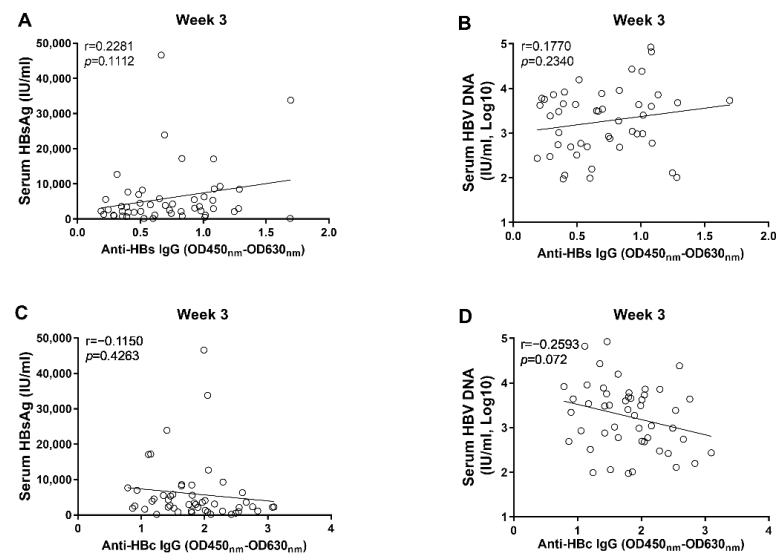 A
Week 3
r=0.2281
p=0.1112
50,000
40,000
30,000
20,000
10,000
0
Serum HBsAg (IU/ml)
0.0 0.5 1.0 1.5 2.0
Anti-HBs IgG (OD450nm-OD630nm)
B
Week 3
r=0.1770
p=0.2340
5
4
3
2
1
Serum HBV DNA
(IU/ml, Log10)
0.0 0.5 1.0 1.5 2.0
Anti-HBs IgG (OD450nm-OD630nm)
C
Week 3
r=−0.1150
p=0.4263
50,000
40,000
30,000
20,000
10,000
0
Serum HBsAg (IU/ml)
0 1 2 3 4
Anti-HBc IgG (OD450nm-OD630nm)
D
Week 3
r=−0.2593
p=0.072
5
4
3
2
1
Serum HBV DNA
(IU/ml, Log10)
0 1 2 3 4
Anti-HBc IgG (OD450nm-OD630nm)